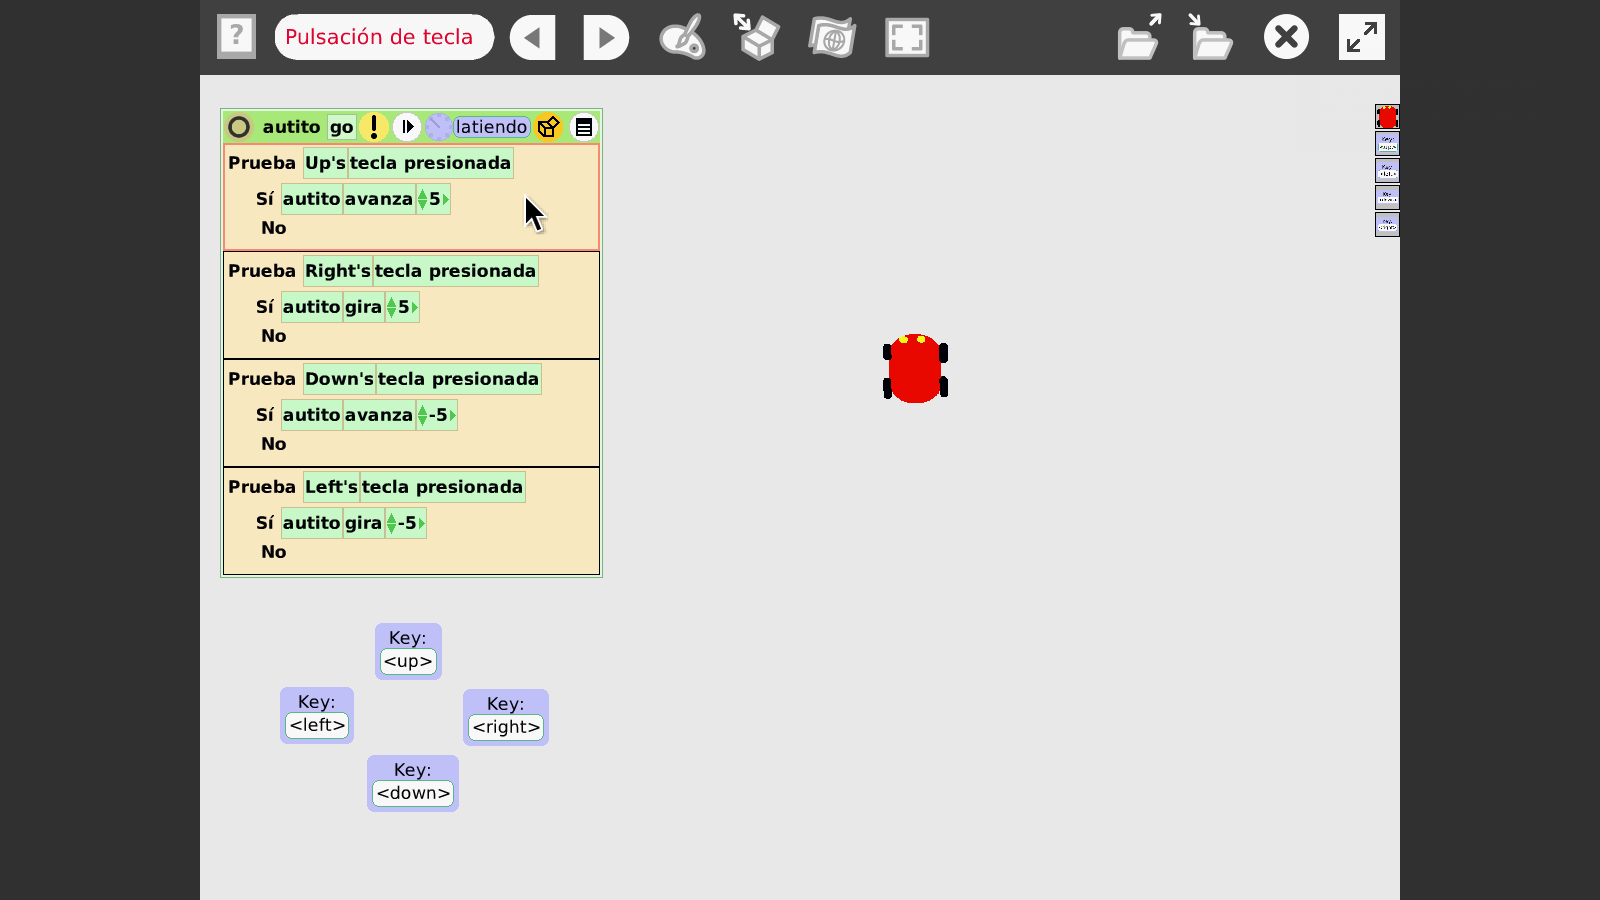 ?
Pulsación de tecla
autito go ! latiendo
Prueba Up's tecla presionada
Sí autito avanza 5
No
Prueba Right's tecla presionada
Sí autito gira 5
No
Prueba Down's tecla presionada
Sí autito avanza -5
No
Prueba Left's tecla presionada
Sí autito gira -5
No
Key:
<up>
Key:
<left>
Key:
<right>
Key:
<down>